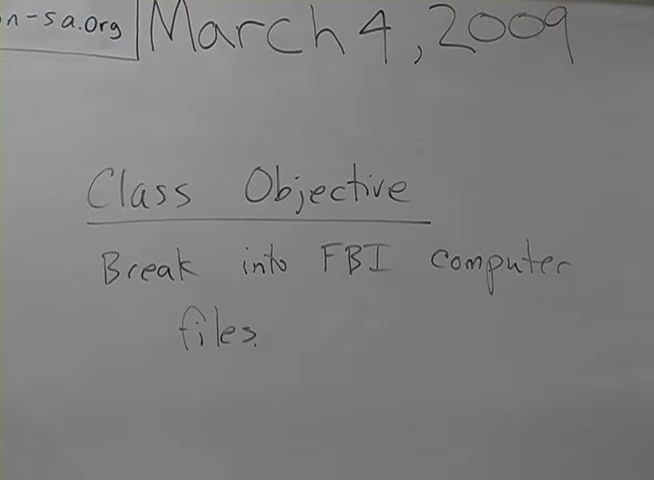 n-sa.org
March 4, 2009
Class Objective
Break into FBI computer
files.